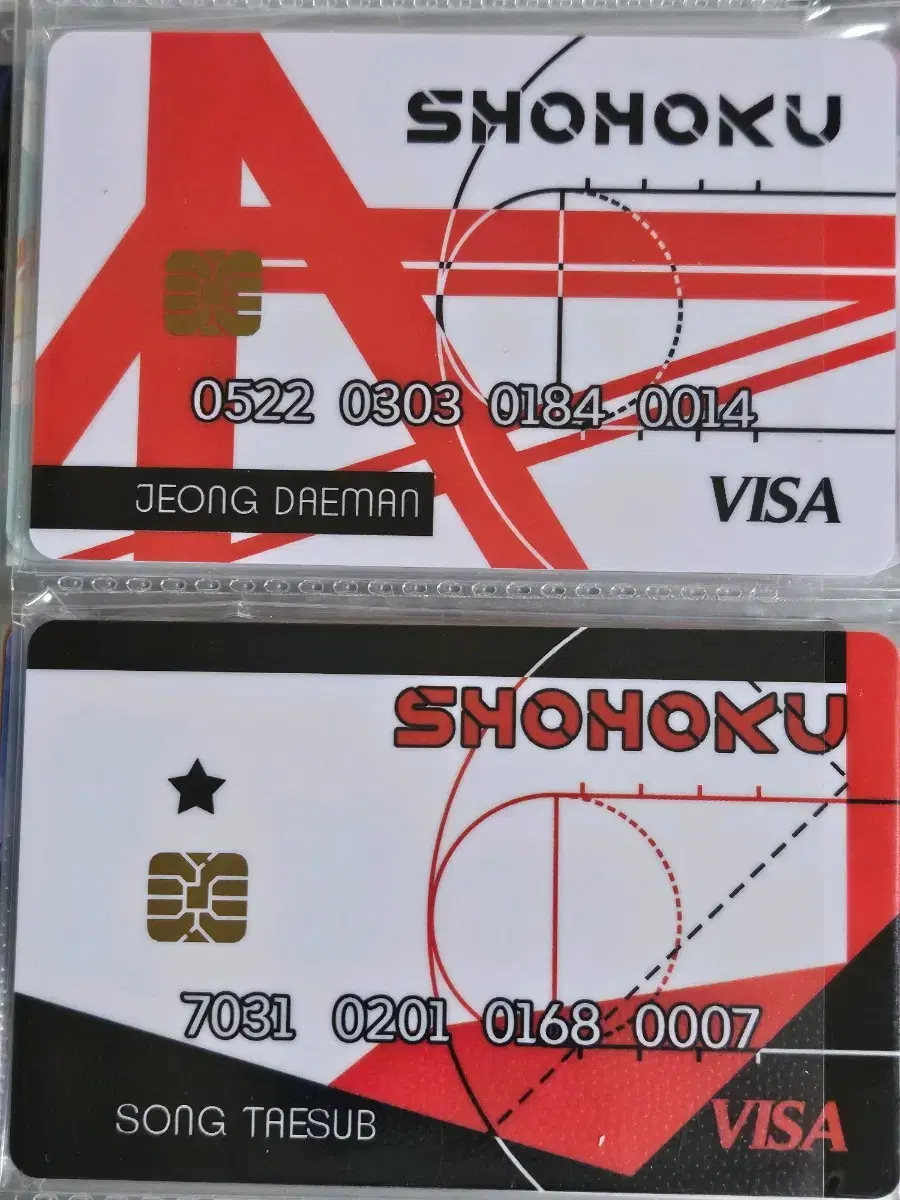 SHOHOKU
0522 0303 0184 0014
JEONG DAEMAN
VISA
SHOHOKU
7031 0201 0168 0007
SONG TAESUB
VISA